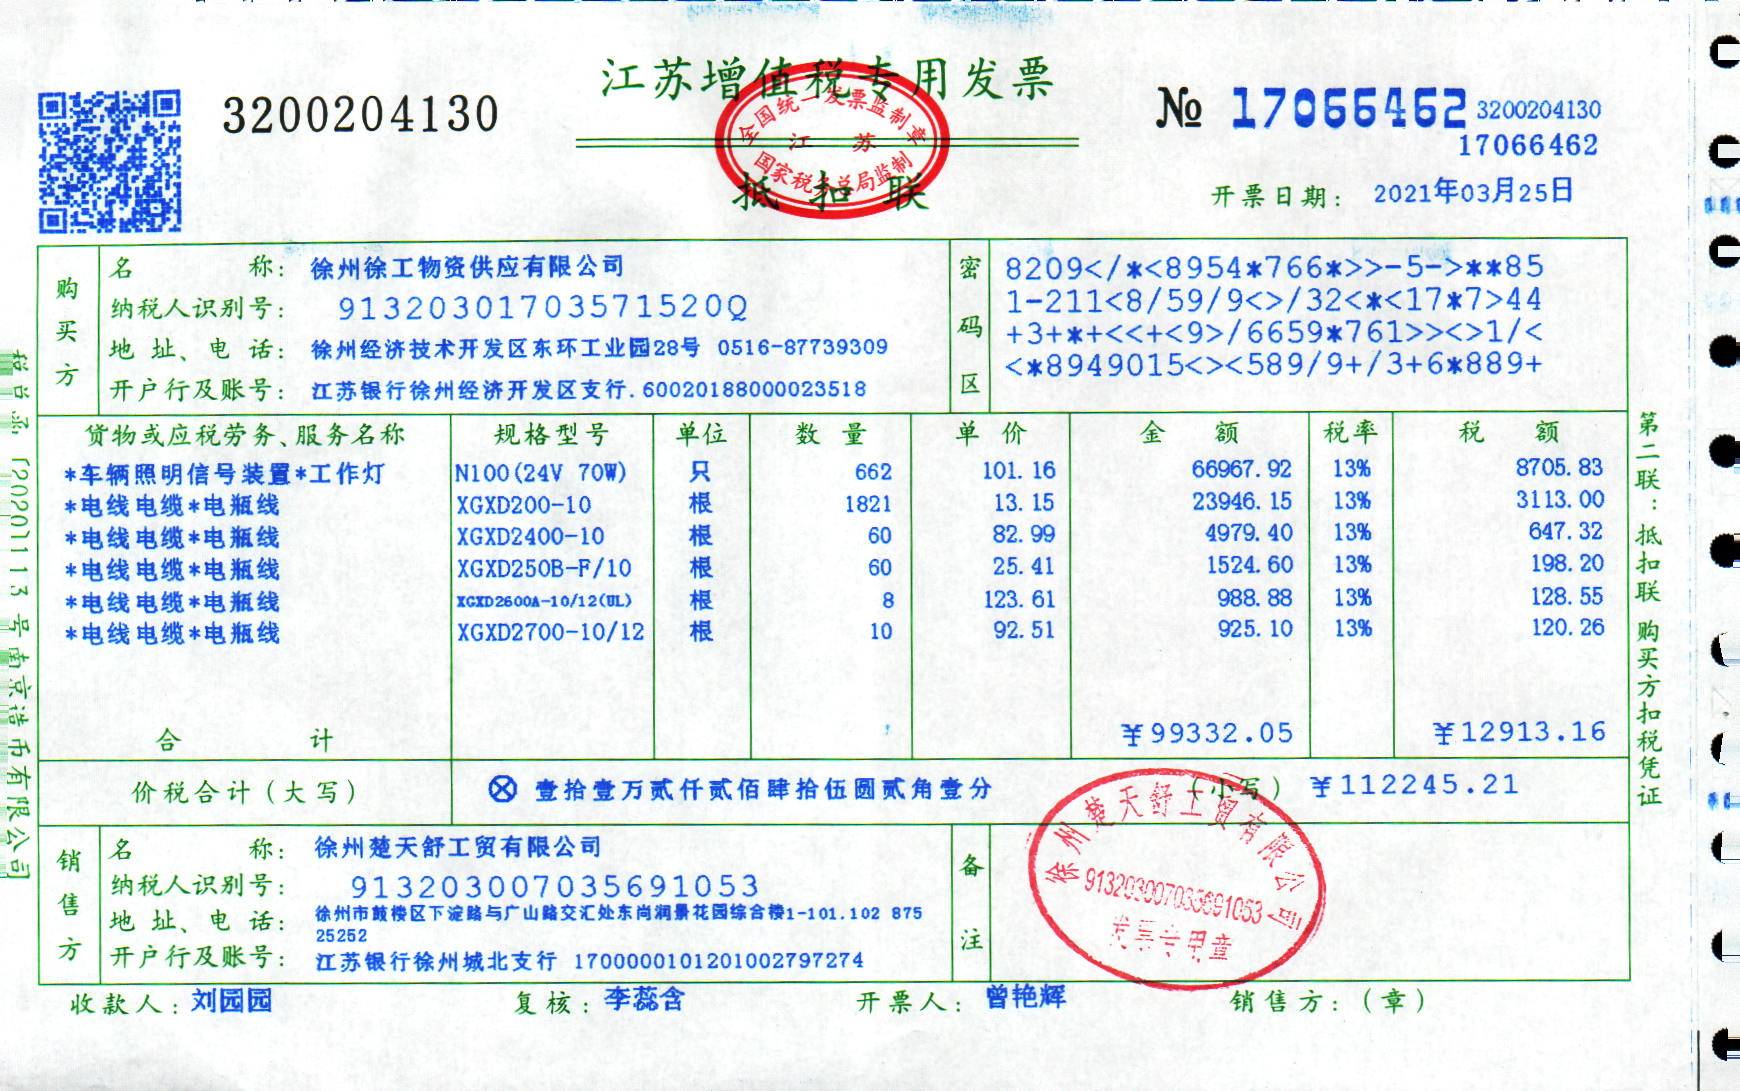 江苏增值税专用发票
3200204130
全国统一发票监制章
江 苏
国家税务总局监制
№ 17066462 3200204130
17066462
抵扣联
开票日期: 2021年03月25日
购买方
名 称: 徐州徐工物资供应有限公司
纳税人识别号: 91320301703571520Q
地 址、电 话: 徐州经济技术开发区东环工业园28号 0516-87739309
开户行及账号: 江苏银行徐州经济开发区支行.60020188000023518
密码区
8209</*<8954*766*>>-5->**85
1-211<8/59/9<>/32<*<17*7>44
+3+*+<<+<9>/6659*761>><>1/<
<*8949015<><589/9+/3+6*889+
货物或应税劳务、服务名称 规格型号 单位 数 量 单 价 金 额 税率 税 额
*车辆照明信号装置*工作灯 N100(24V 70W) 只 662 101.16 66967.92 13% 8705.83
*电线电缆*电瓶线 XGXD200-10 根 1821 13.15 23946.15 13% 3113.00
*电线电缆*电瓶线 XGXD2400-10 根 60 82.99 4979.40 13% 647.32
*电线电缆*电瓶线 XGXD250B-F/10 根 60 25.41 1524.60 13% 198.20
*电线电缆*电瓶线 XGXD2600A-10/12(UL) 根 8 123.61 988.88 13% 128.55
*电线电缆*电瓶线 XGXD2700-10/12 根 10 92.51 925.10 13% 120.26
合 计 ¥99332.05 ¥12913.16
价税合计(大写) ⊗ 壹拾壹万贰仟贰佰肆拾伍圆贰角壹分 (小写) ¥112245.21
销售方
名 称: 徐州楚天舒工贸有限公司
纳税人识别号: 913203007035691053
地 址、电 话: 徐州市鼓楼区下淀路与广山路交汇处东尚润景花园综合楼1-101.102 875
25252
开户行及账号: 江苏银行徐州城北支行 1700000101201002797274
备注
徐州楚天舒工贸有限公司
913203007035691053
发票专用章
收款人: 刘园园 复核: 李蕊含 开票人: 曾艳辉 销售方:(章)
第二联:抵扣联 购买方扣税凭证